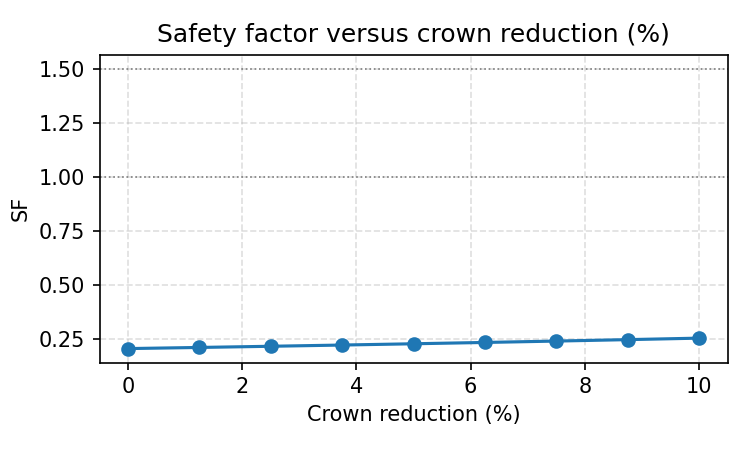 Safety factor versus crown reduction (%)
1.50
1.25
1.00
0.75
0.50
0.25
SF
0 2 4 6 8 10
Crown reduction (%)